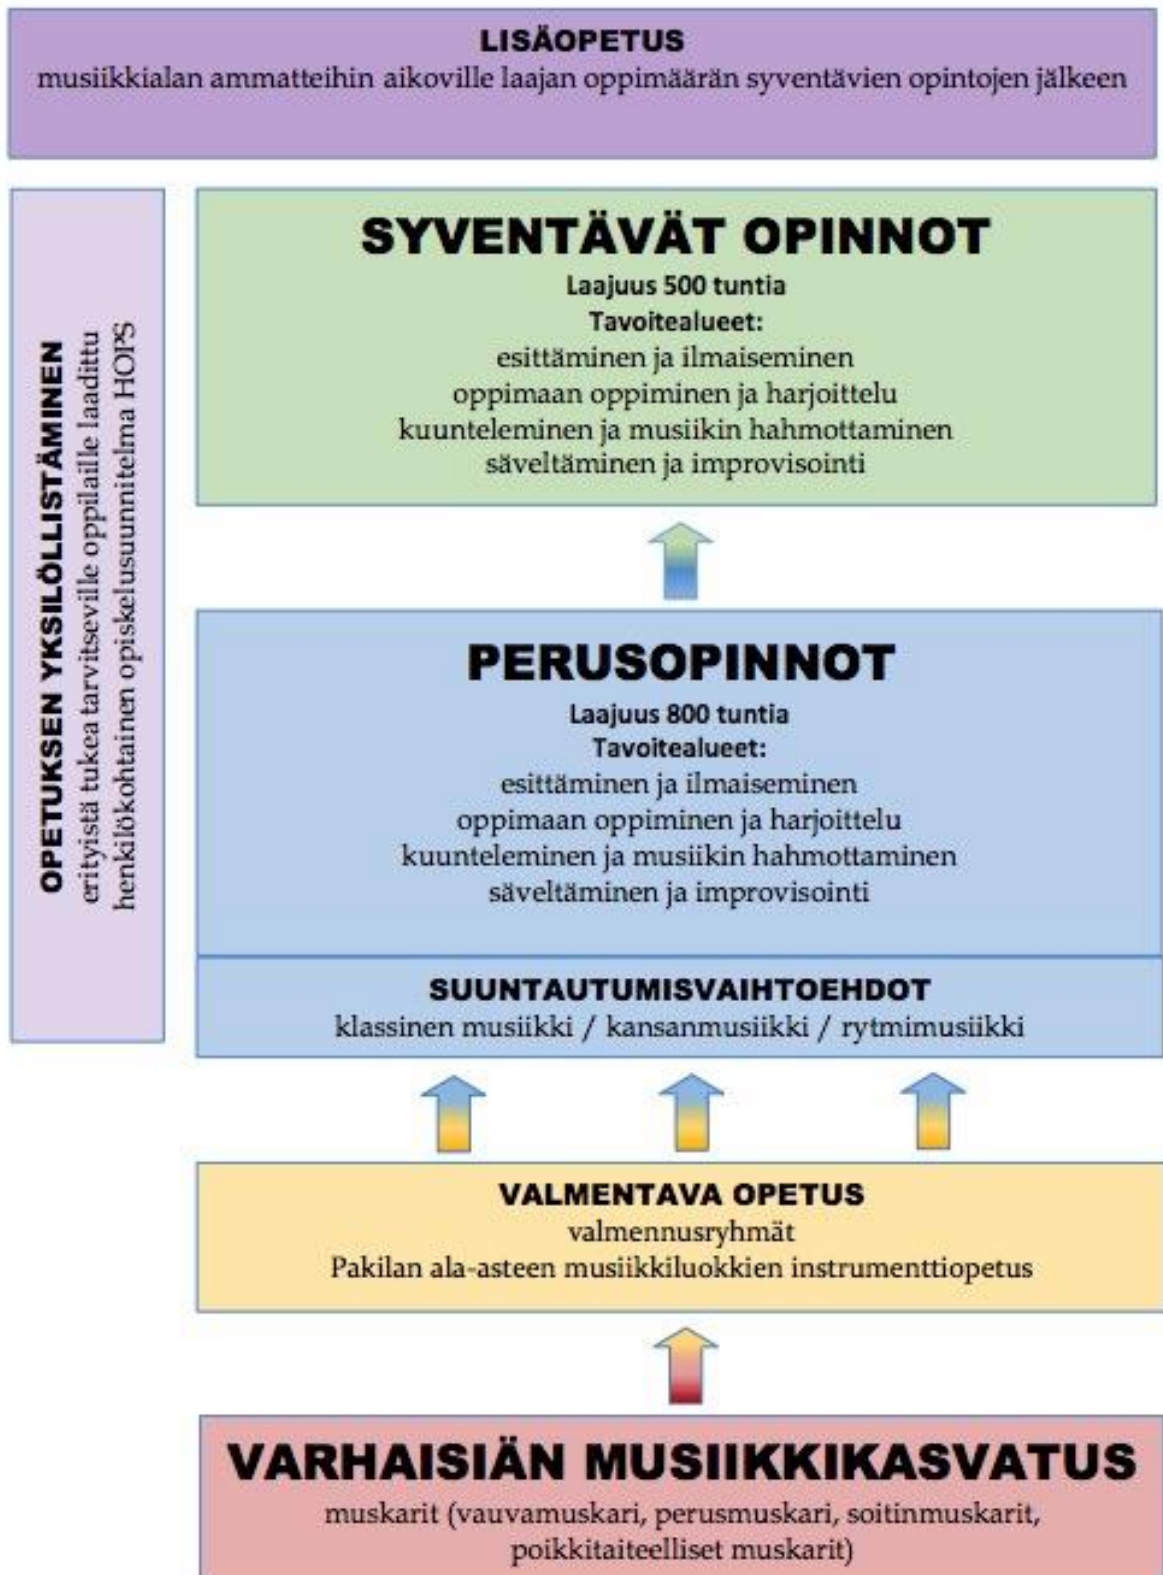 LISÄOPETUS
musiikkialan ammatteihin aikoville laajan oppimäärän syventävien opintojen jälkeen
OPETUKSEN YKSILÖLLISTÄMINEN
erityistä tukea tarvitseville oppilaille laadittu
henkilökohtainen opiskelusuunnitelma HOPS
SYVENTÄVÄT OPINNOT
Laajuus 500 tuntia
Tavoitealueet:
esittäminen ja ilmaiseminen
oppimaan oppiminen ja harjoittelu
kuunteleminen ja musiikin hahmottaminen
säveltäminen ja improvisointi
PERUSOPINNOT
Laajuus 800 tuntia
Tavoitealueet:
esittäminen ja ilmaiseminen
oppimaan oppiminen ja harjoittelu
kuunteleminen ja musiikin hahmottaminen
säveltäminen ja improvisointi
SUUNTAUTUMISVAIHTOEHDOT
klassinen musiikki / kansanmusiikki / rytmimusiikki
VALMENTAVA OPETUS
valmennusryhmät
Pakilan ala-asteen musiikkiluokkien instrumenttiopetus
VARHAISIÄN MUSIIKKIKASVATUS
muskarit (vauvamuskari, perusmuskari, soitinmuskarit,
poikkitaiteelliset muskarit)